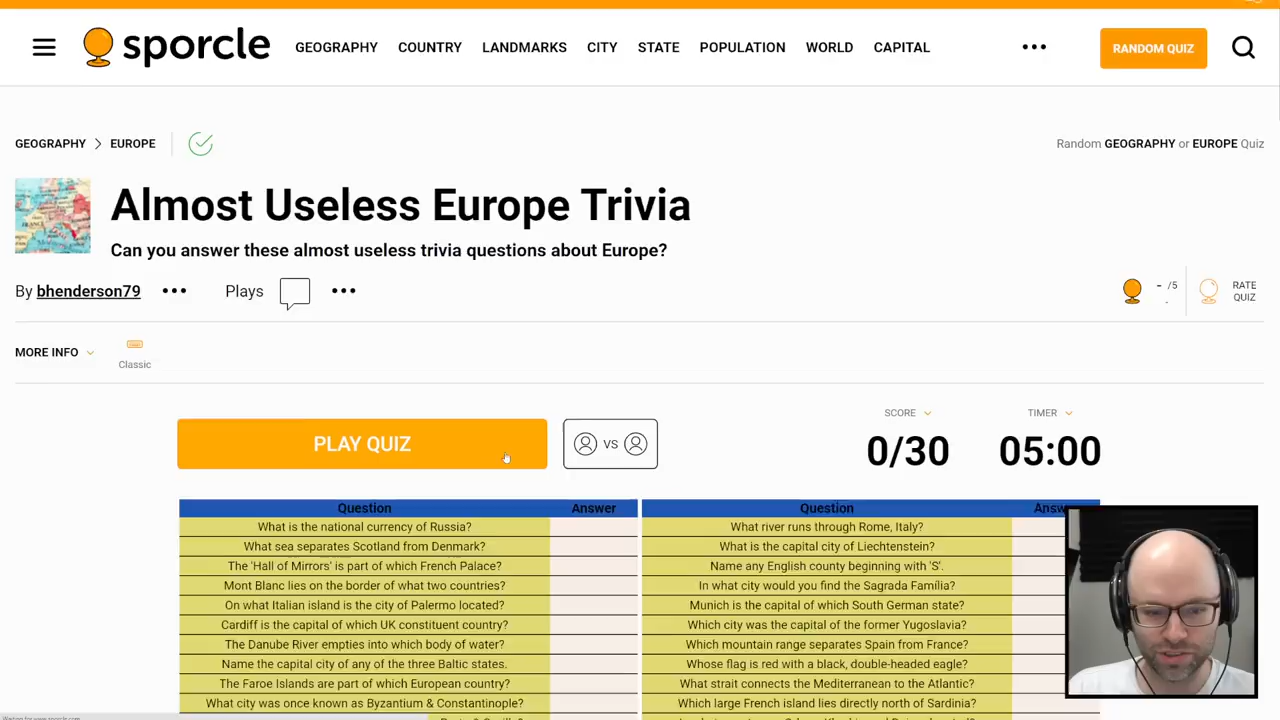 sporcle
GEOGRAPHY COUNTRY LANDMARKS CITY STATE POPULATION WORLD CAPITAL
RANDOM QUIZ
GEOGRAPHY > EUROPE
Random GEOGRAPHY or EUROPE Quiz
Almost Useless Europe Trivia
Can you answer these almost useless trivia questions about Europe?
By bhenderson79
Plays
- /5
RATE QUIZ
MORE INFO
Classic
PLAY QUIZ
VS
SCORE
0/30
TIMER
05:00
Question Answer
What is the national currency of Russia?
What sea separates Scotland from Denmark?
The 'Hall of Mirrors' is part of which French Palace?
Mont Blanc lies on the border of what two countries?
On what Italian island is the city of Palermo located?
Cardiff is the capital of which UK constituent country?
The Danube River empties into which body of water?
Name the capital city of any of the three Baltic states.
The Faroe Islands are part of which European country?
What city was once known as Byzantium & Constantinople?
Question Answ
What river runs through Rome, Italy?
What is the capital city of Liechtenstein?
Name any English county beginning with 'S'.
In what city would you find the Sagrada Família?
Munich is the capital of which South German state?
Which city was the capital of the former Yugoslavia?
Which mountain range separates Spain from France?
Whose flag is red with a black, double-headed eagle?
What strait connects the Mediterranean to the Atlantic?
Which large French island lies directly north of Sardinia?